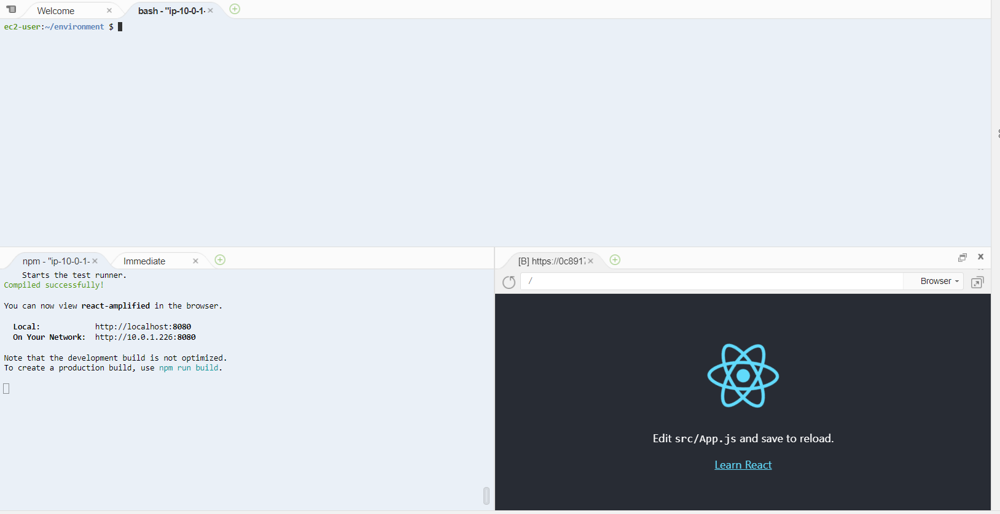 Welcome
bash - "ip-10-0-1-
ec2-user:~/environment $
npm - "ip-10-0-1-
Immediate
Starts the test runner.
Compiled successfully!
You can now view react-amplified in the browser.
Local: http://localhost:8080
On Your Network: http://10.0.1.226:8080
Note that the development build is not optimized.
To create a production build, use npm run build.
[B] https://0c8917
/
Browser
Edit src/App.js and save to reload.
Learn React